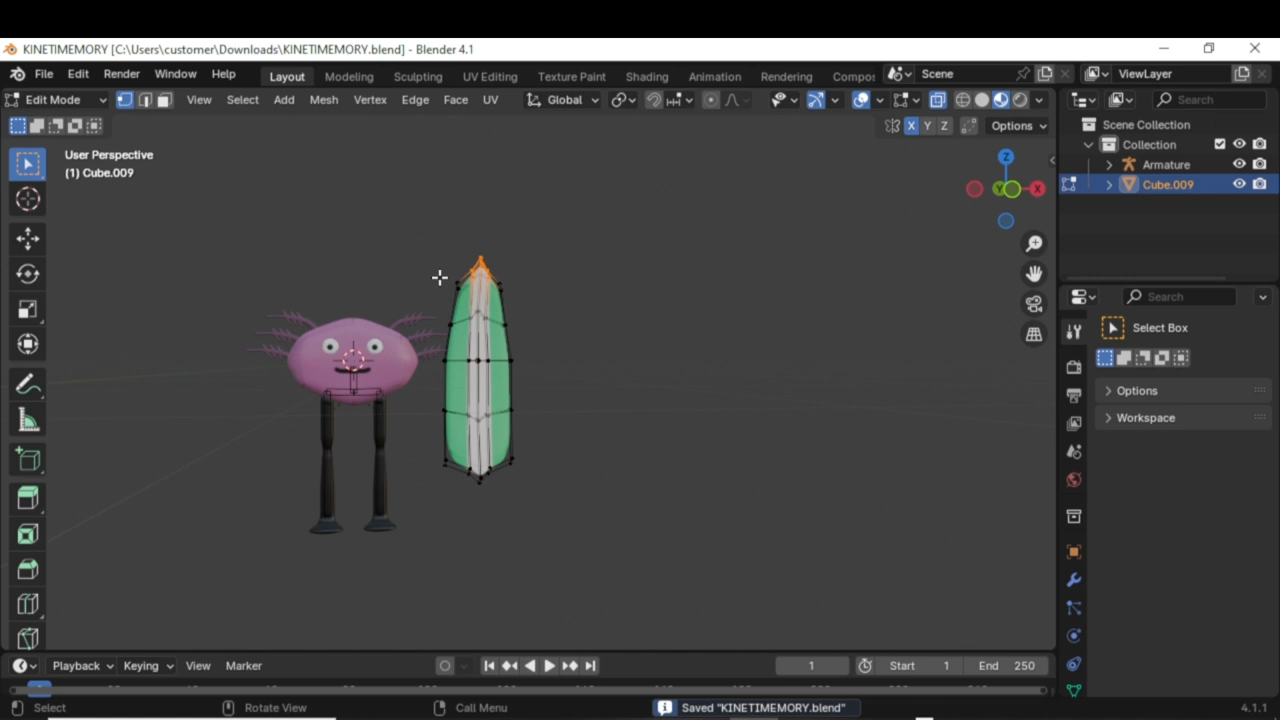 KINETIMEMORY [C:\Users\customer\Downloads\KINETIMEMORY.blend] - Blender 4.1
File Edit Render Window Help Layout Modeling Sculpting UV Editing Texture Paint Shading Animation Rendering Compos Scene ViewLayer
Edit Mode View Select Add Mesh Vertex Edge Face UV Global Search
X Y Z Options
Scene Collection
Collection
Armature
Cube.009
User Perspective
(1) Cube.009
Z
Y X
Search
Select Box
Options
Workspace
Playback Keying View Marker 1 Start 1 End 250
Select Rotate View Call Menu Saved "KINETIMEMORY.blend" 4.1.1